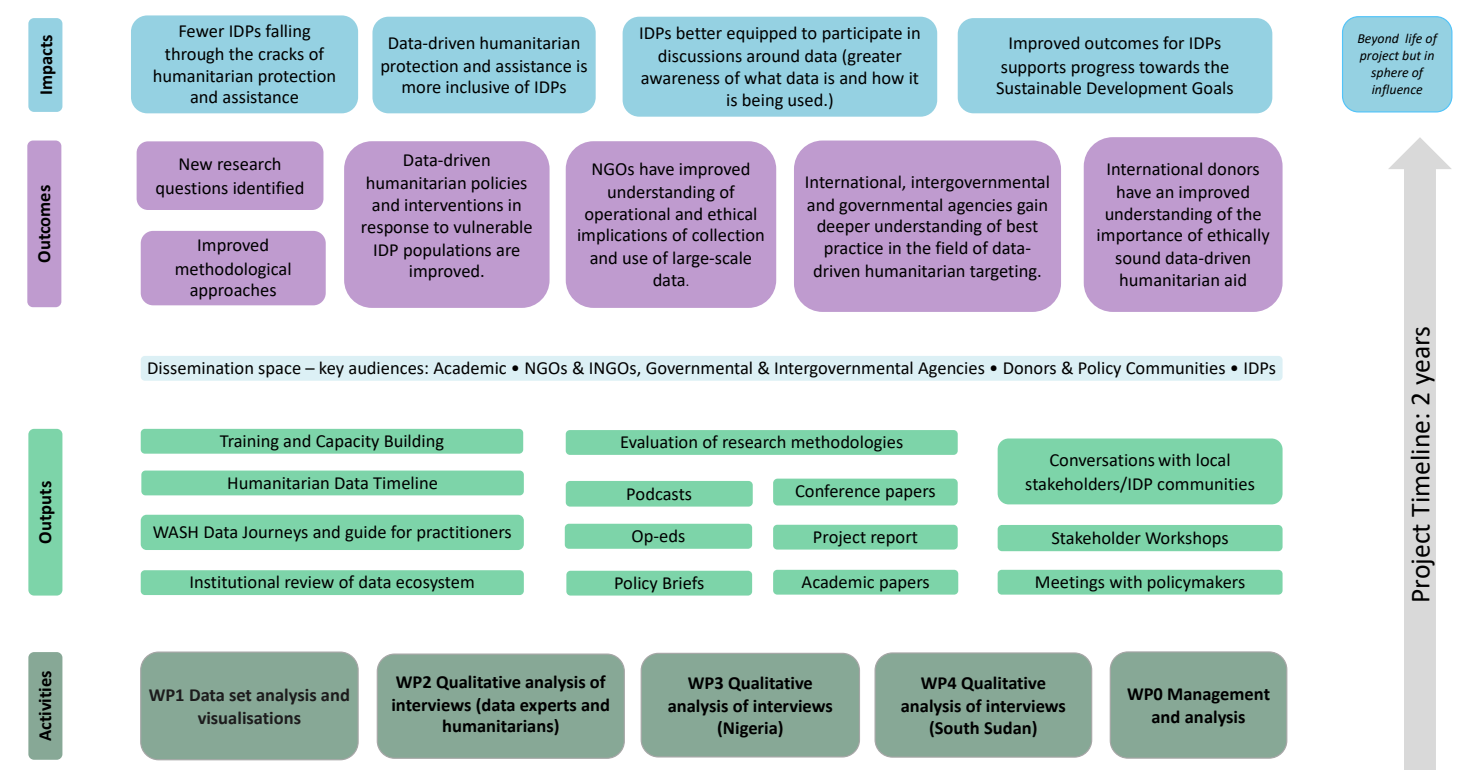 Impacts
Fewer IDPs falling
through the cracks of
humanitarian protection
and assistance
Data-driven humanitarian
protection and assistance is
more inclusive of IDPs
IDPs better equipped to participate in
discussions around data (greater
awareness of what data is and how it
is being used.)
Improved outcomes for IDPs
supports progress towards the
Sustainable Development Goals
Beyond life of
project but in
sphere of
influence
Outcomes
New research
questions identified
Improved
methodological
approaches
Data-driven
humanitarian policies
and interventions in
response to vulnerable
IDP populations are
improved.
NGOs have improved
understanding of
operational and ethical
implications of collection
and use of large-scale
data.
International, intergovernmental
and governmental agencies gain
deeper understanding of best
practice in the field of data-
driven humanitarian targeting.
International donors
have an improved
understanding of the
importance of ethically
sound data-driven
humanitarian aid
Dissemination space – key audiences: Academic • NGOs & INGOs, Governmental & Intergovernmental Agencies • Donors & Policy Communities • IDPs
Outputs
Training and Capacity Building
Humanitarian Data Timeline
WASH Data Journeys and guide for practitioners
Institutional review of data ecosystem
Evaluation of research methodologies
Podcasts
Conference papers
Op-eds
Project report
Policy Briefs
Academic papers
Conversations with local
stakeholders/IDP communities
Stakeholder Workshops
Meetings with policymakers
Activities
WP1 Data set analysis and
visualisations
WP2 Qualitative analysis of
interviews (data experts and
humanitarians)
WP3 Qualitative
analysis of interviews
(Nigeria)
WP4 Qualitative
analysis of interviews
(South Sudan)
WP0 Management
and analysis
Project Timeline: 2 years